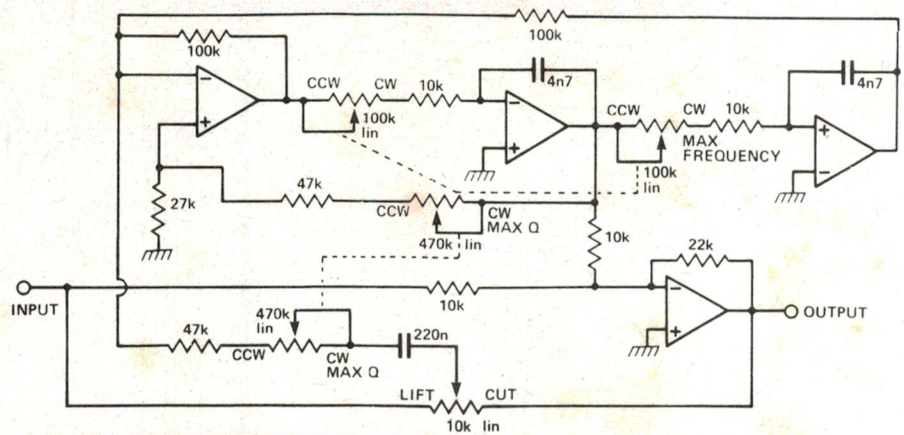 100k
100k
CCW CW 10k 4n7 CCW CW 10k 4n7
− + − + + −
100k
lin
MAX
FREQUENCY
100k
lin
27k
47k
CCW CW
MAX Q
470k lin
10k
22k
INPUT
10k
− +
OUTPUT
470k
lin
47k
CCW CW
MAX Q
220n
LIFT CUT
10k lin